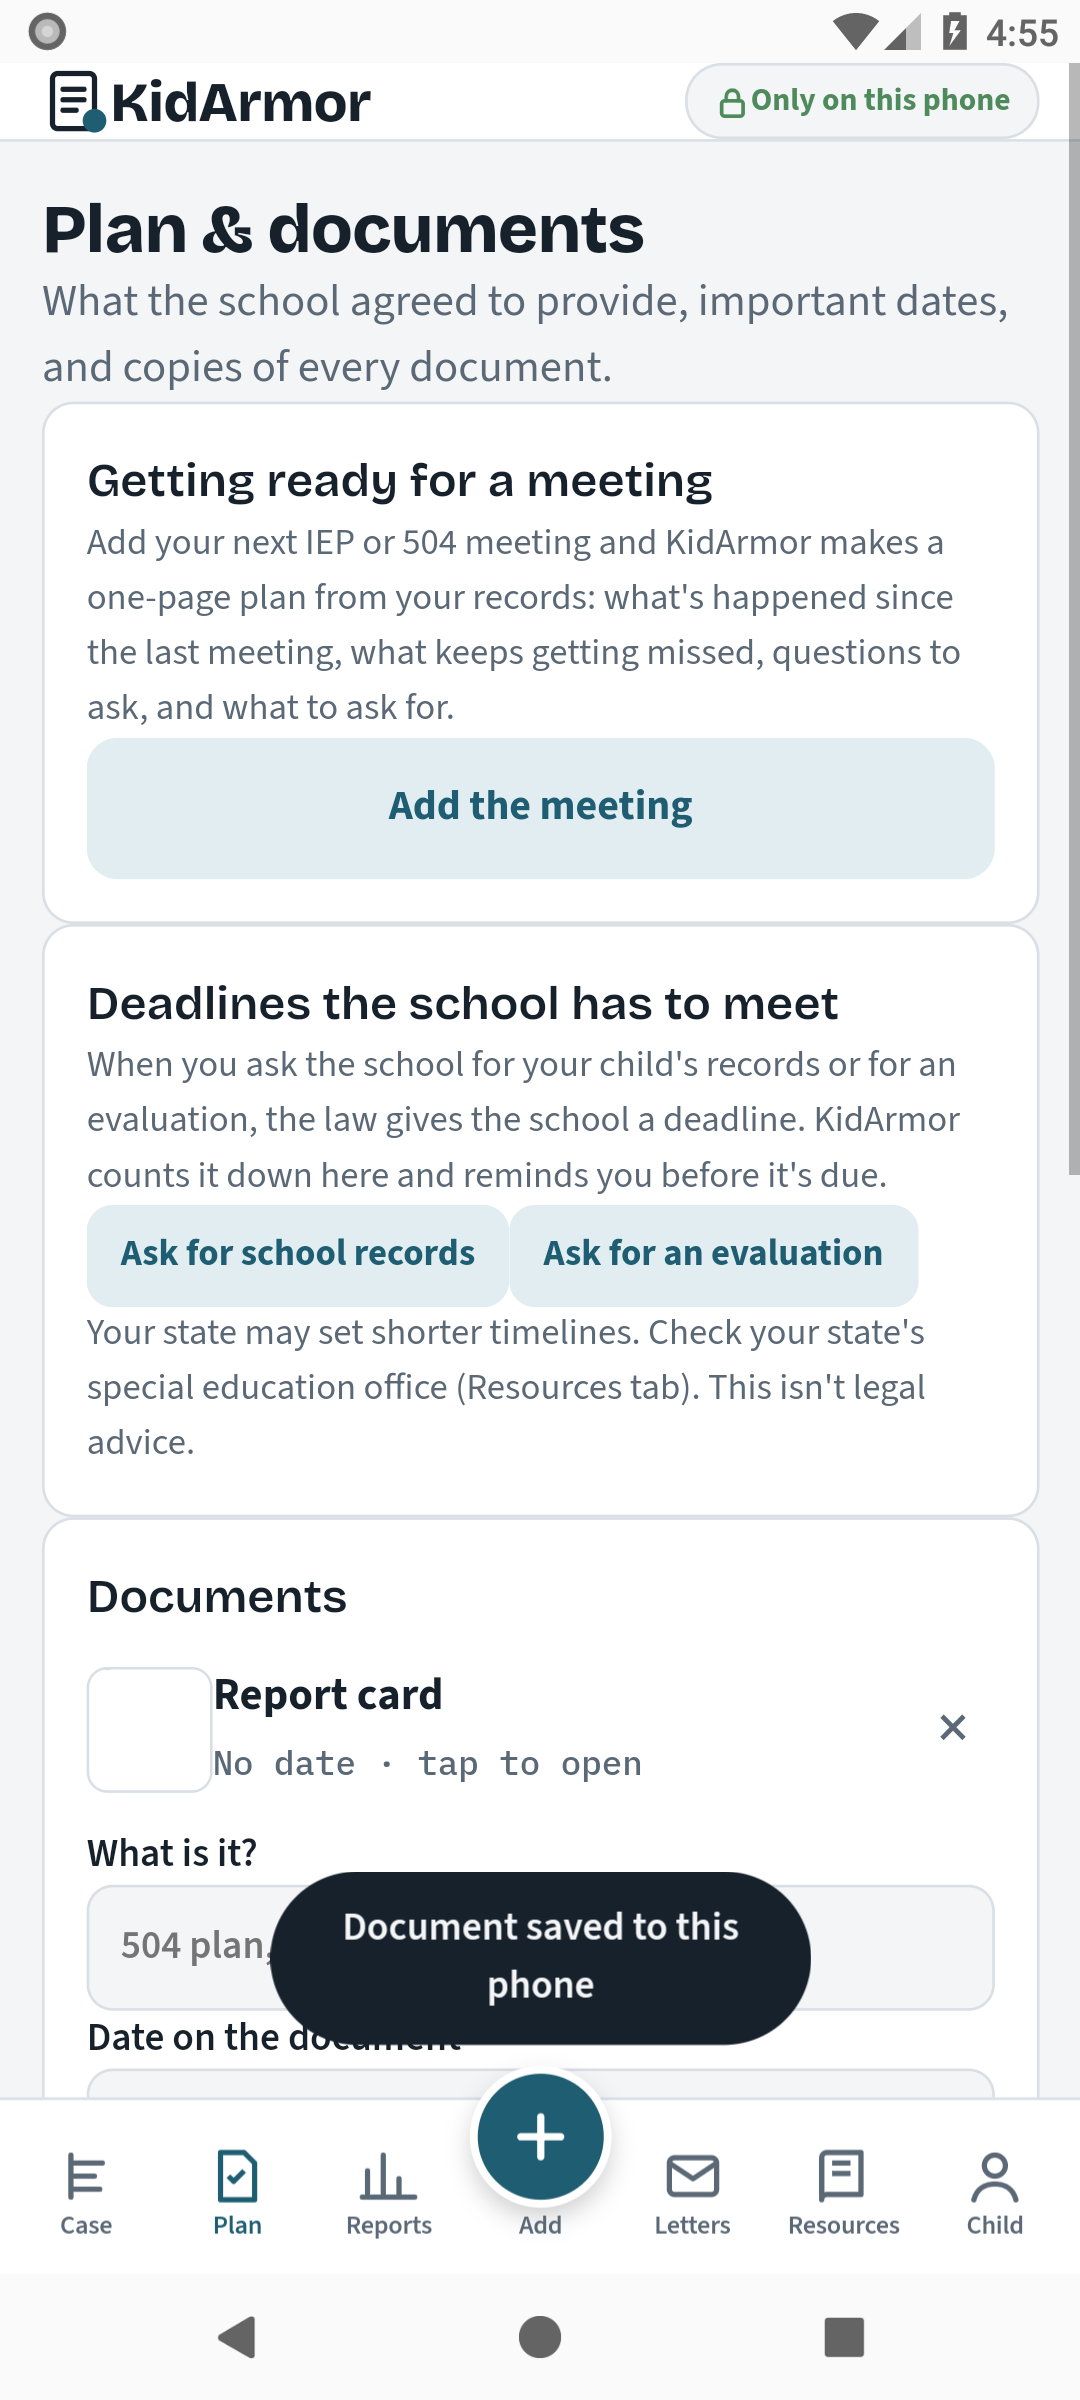 4:55
KidArmor
Only on this phone
Plan & documents
What the school agreed to provide, important dates,
and copies of every document.
Getting ready for a meeting
Add your next IEP or 504 meeting and KidArmor makes a
one-page plan from your records: what's happened since
the last meeting, what keeps getting missed, questions to
ask, and what to ask for.
Add the meeting
Deadlines the school has to meet
When you ask the school for your child's records or for an
evaluation, the law gives the school a deadline. KidArmor
counts it down here and reminds you before it's due.
Ask for school records
Ask for an evaluation
Your state may set shorter timelines. Check your state's
special education office (Resources tab). This isn't legal
advice.
Documents
Report card
No date · tap to open
What is it?
504 plan,
Document saved to this
phone
Date on the document
Case
Plan
Reports
Add
Letters
Resources
Child